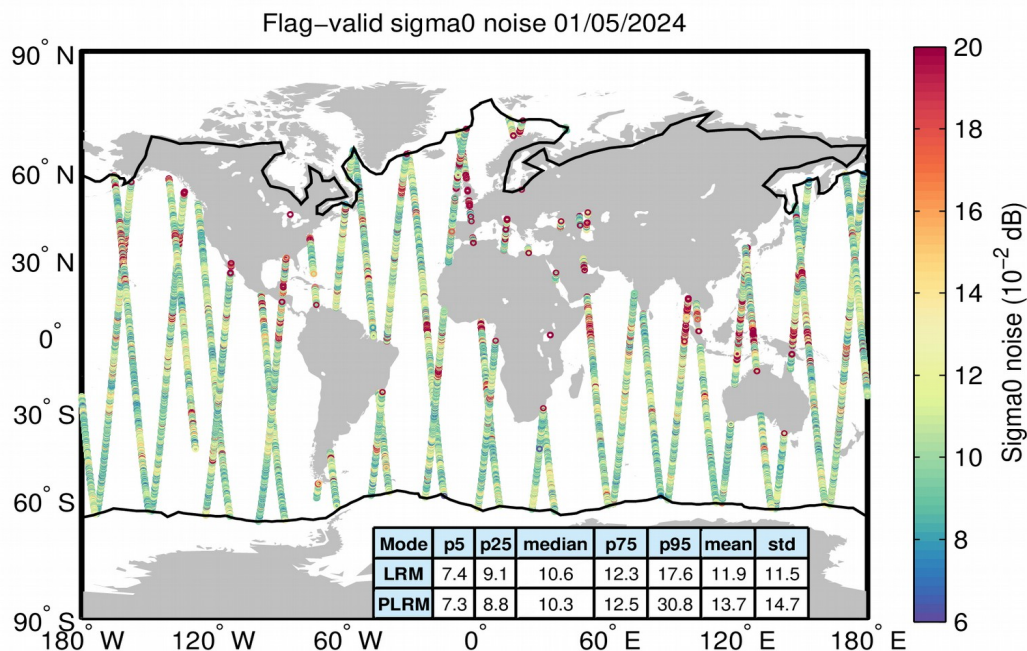 Flag−valid sigma0 noise 01/05/2024
90° N
60° N
30° N
0°
30° S
60° S
90° S
180° W
120° W
60° W
0°
60° E
120° E
180° E
20
18
16
14
12
10
8
6
Sigma0 noise (10⁻² dB)
Mode p5 p25 median p75 p95 mean std
LRM 7.4 9.1 10.6 12.3 17.6 11.9 11.5
PLRM 7.3 8.8 10.3 12.5 30.8 13.7 14.7